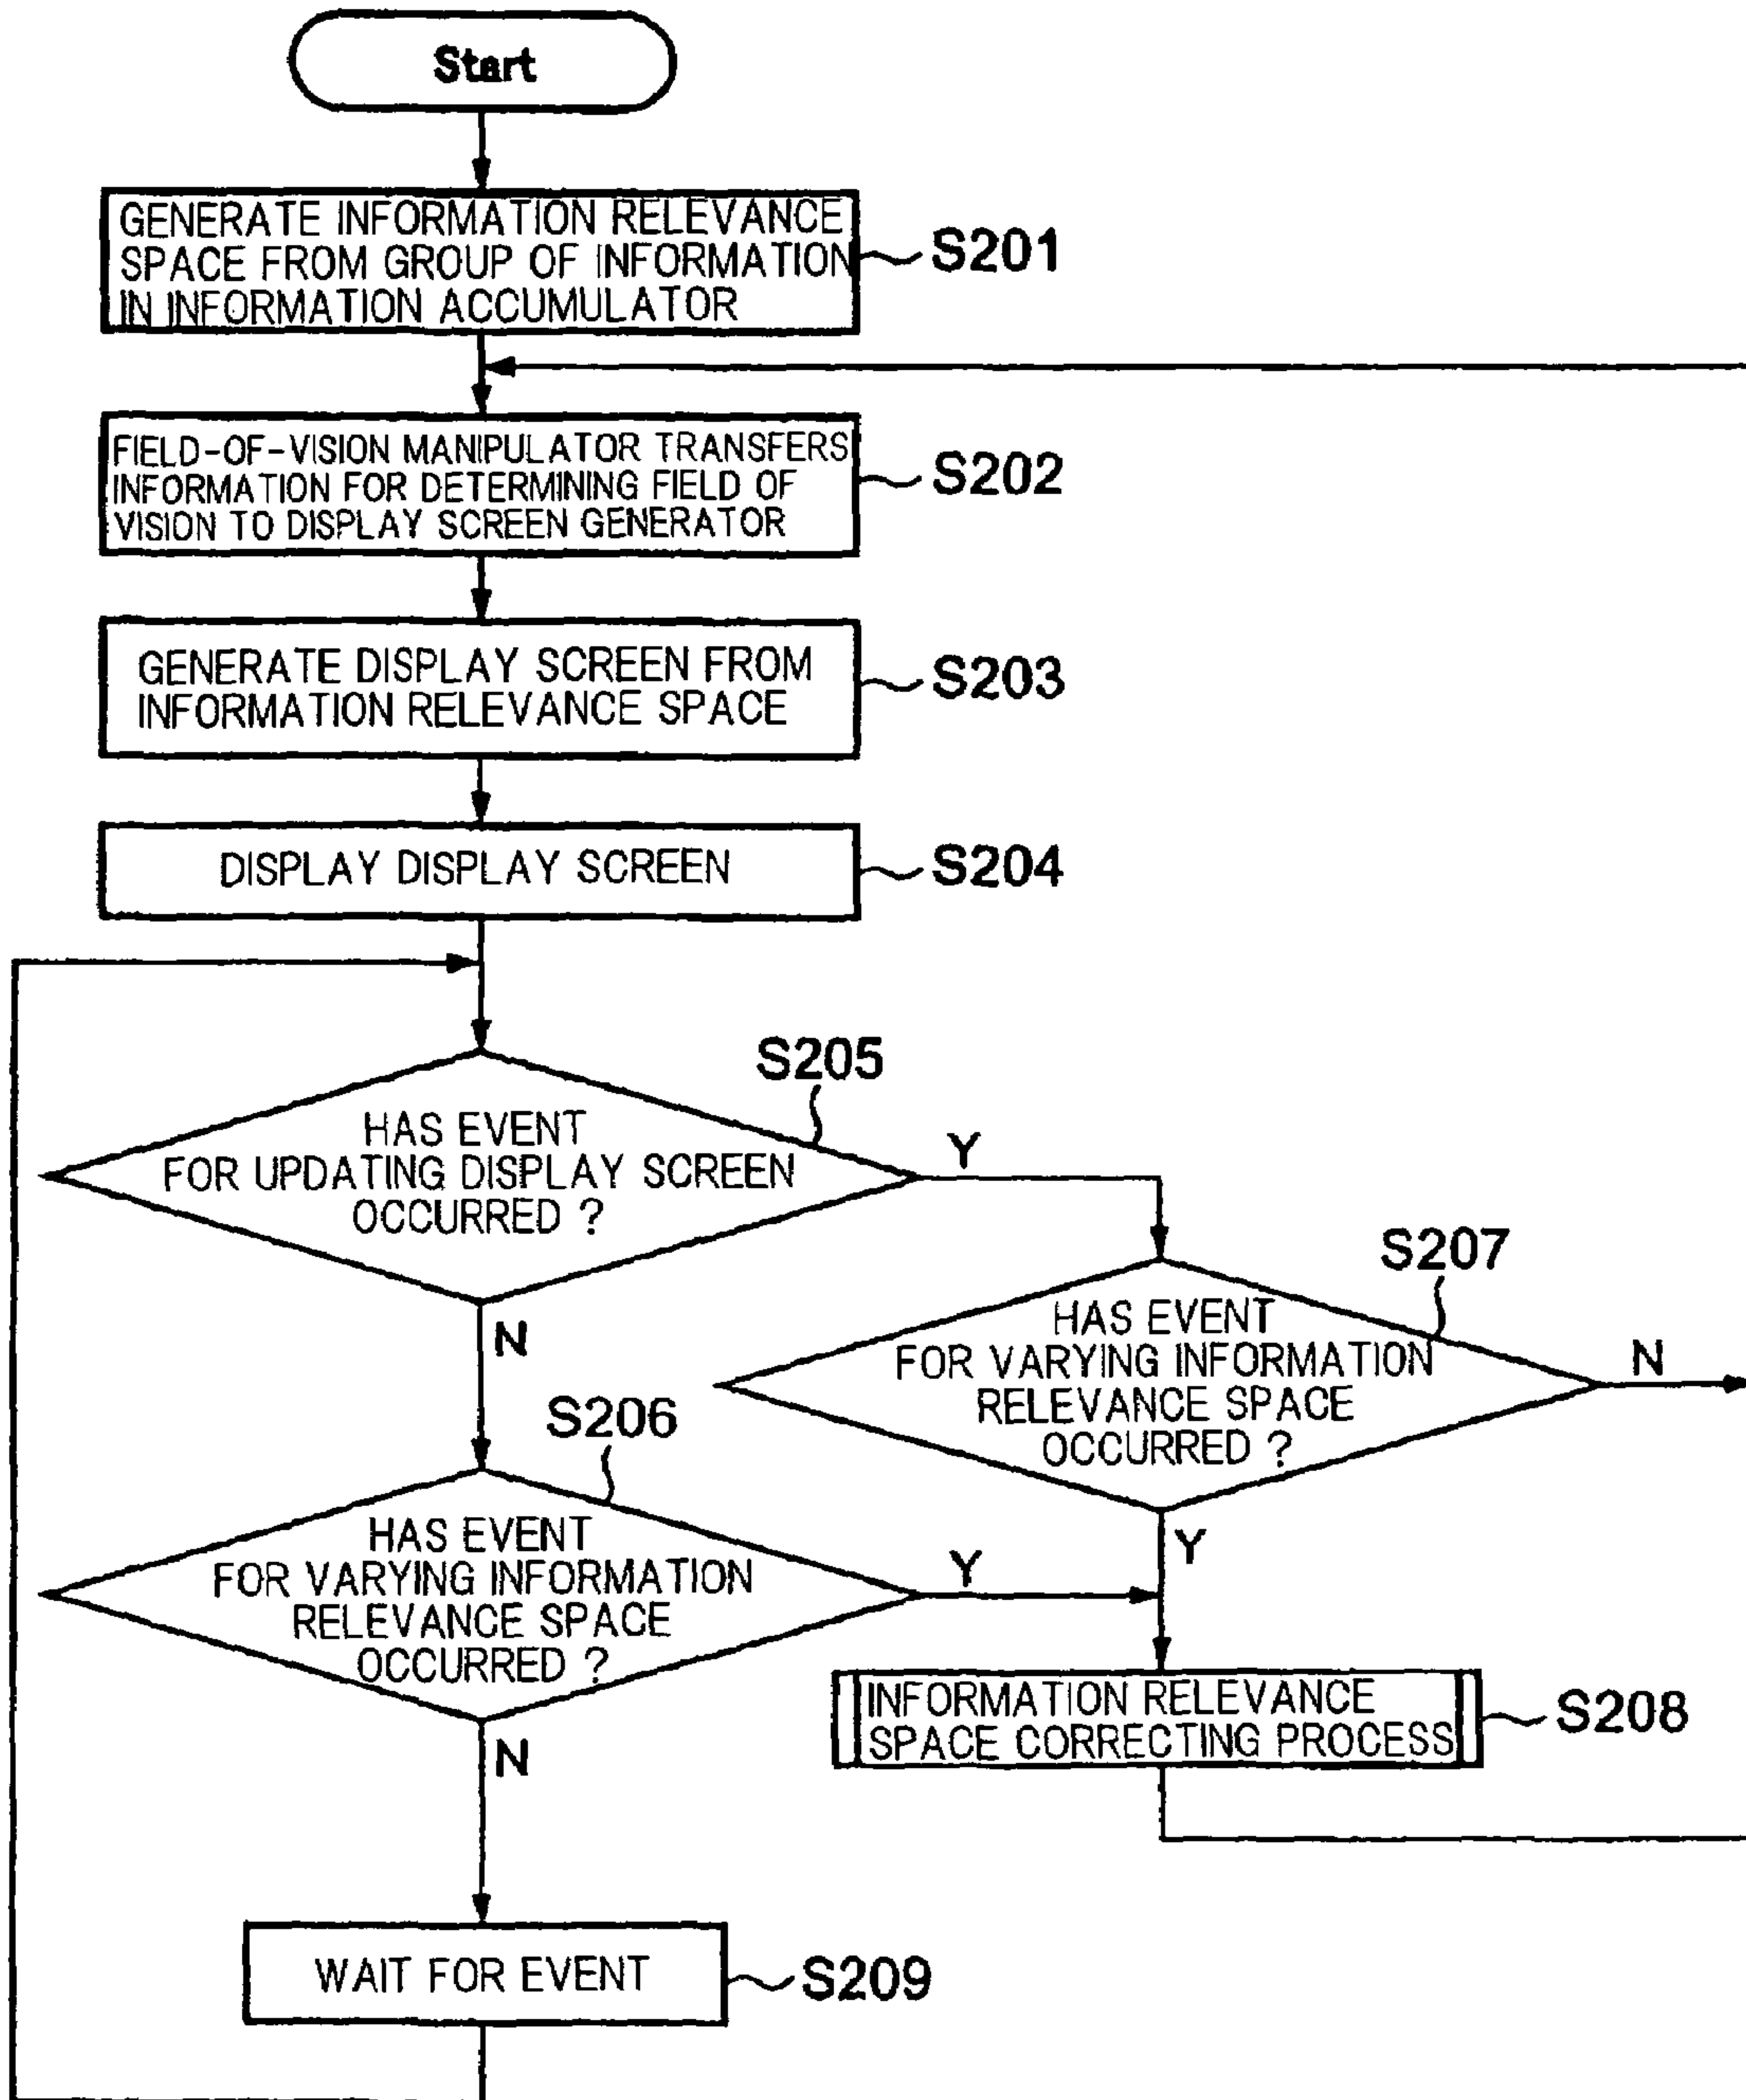 Start
GENERATE INFORMATION RELEVANCE
SPACE FROM GROUP OF INFORMATION
IN INFORMATION ACCUMULATOR
S201
FIELD-OF-VISION MANIPULATOR TRANSFERS
INFORMATION FOR DETERMINING FIELD OF
VISION TO DISPLAY SCREEN GENERATOR
S202
GENERATE DISPLAY SCREEN FROM
INFORMATION RELEVANCE SPACE
S203
DISPLAY DISPLAY SCREEN
S204
S205
HAS EVENT
FOR UPDATING DISPLAY SCREEN
OCCURRED ?
Y
N
S207
HAS EVENT
FOR VARYING INFORMATION
RELEVANCE SPACE
OCCURRED ?
N
Y
S206
HAS EVENT
FOR VARYING INFORMATION
RELEVANCE SPACE
OCCURRED ?
Y
N
INFORMATION RELEVANCE
SPACE CORRECTING PROCESS
S208
WAIT FOR EVENT
S209